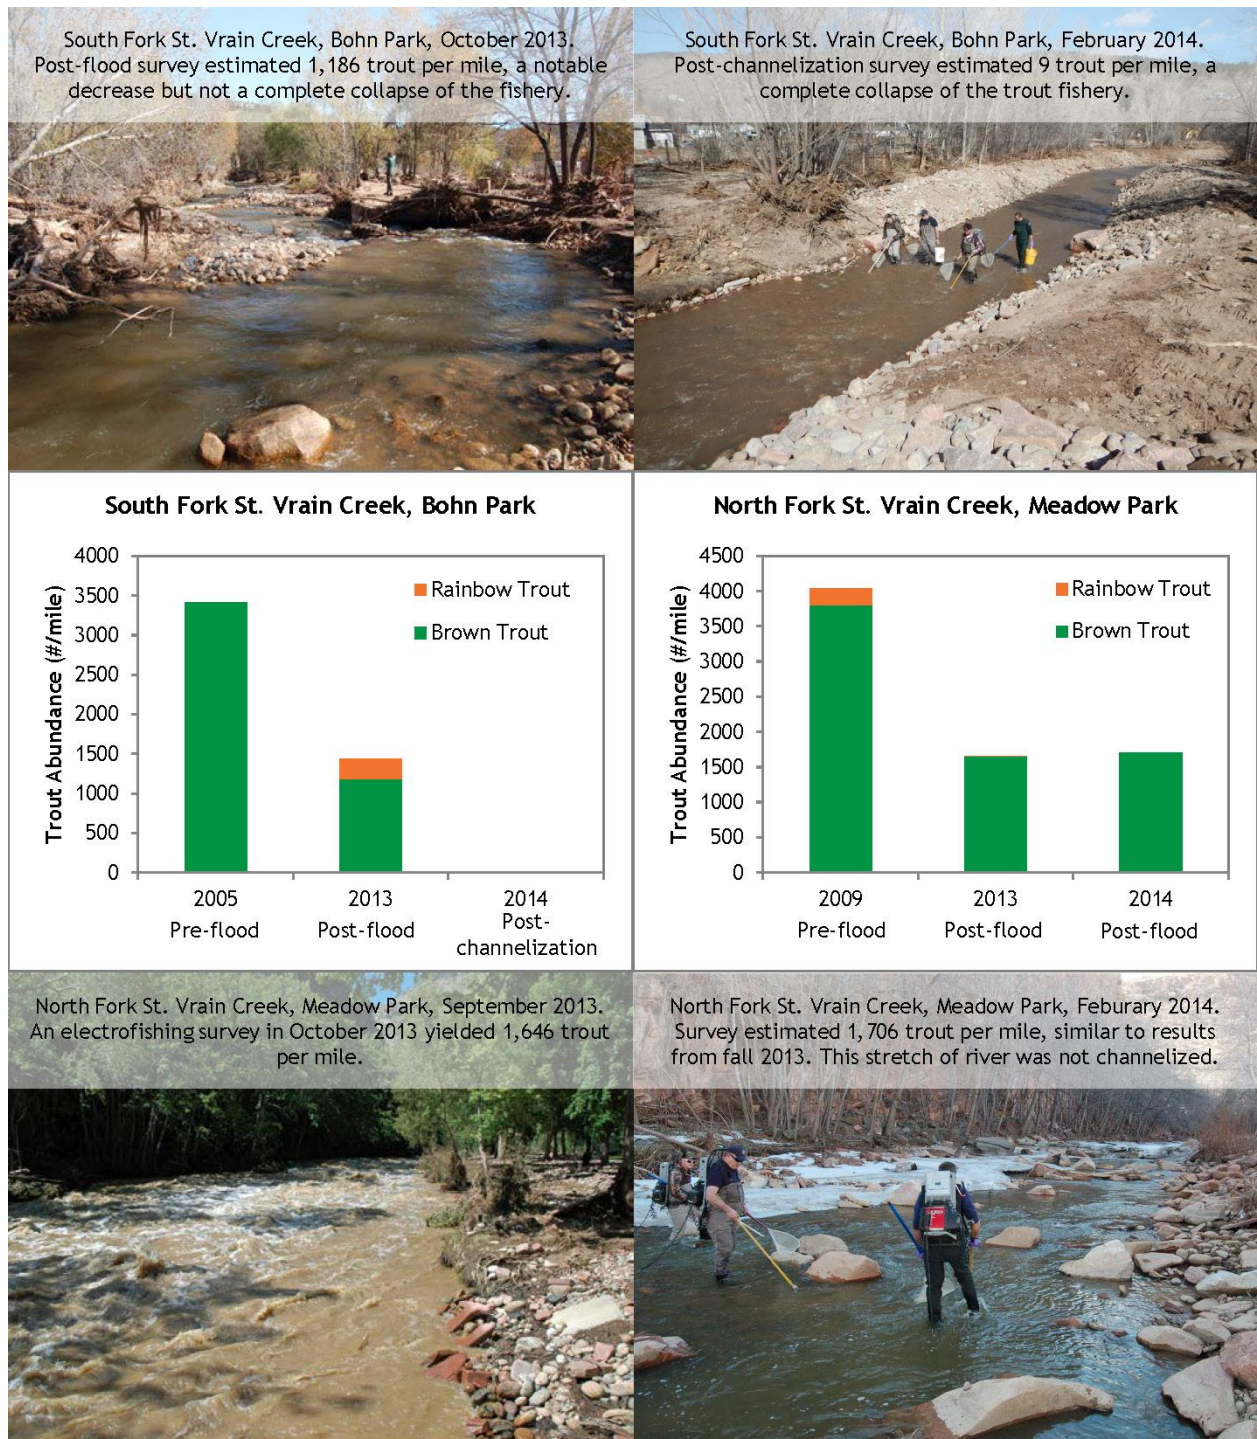 South Fork St. Vrain Creek, Bohn Park, October 2013.
Post-flood survey estimated 1,186 trout per mile, a notable
decrease but not a complete collapse of the fishery.
South Fork St. Vrain Creek, Bohn Park, February 2014.
Post-channelization survey estimated 9 trout per mile, a
complete collapse of the trout fishery.
South Fork St. Vrain Creek, Bohn Park
Trout Abundance (#/mile)
4000
3500
3000
2500
2000
1500
1000
500
0
Rainbow Trout
Brown Trout
2005
Pre-flood
2013
Post-flood
2014
Post-
channelization
North Fork St. Vrain Creek, Meadow Park
Trout Abundance (#/mile)
4500
4000
3500
3000
2500
2000
1500
1000
500
0
Rainbow Trout
Brown Trout
2009
Pre-flood
2013
Post-flood
2014
Post-flood
North Fork St. Vrain Creek, Meadow Park, September 2013.
An electrofishing survey in October 2013 yielded 1,646 trout
per mile.
North Fork St. Vrain Creek, Meadow Park, Feburary 2014.
Survey estimated 1,706 trout per mile, similar to results
from fall 2013. This stretch of river was not channelized.